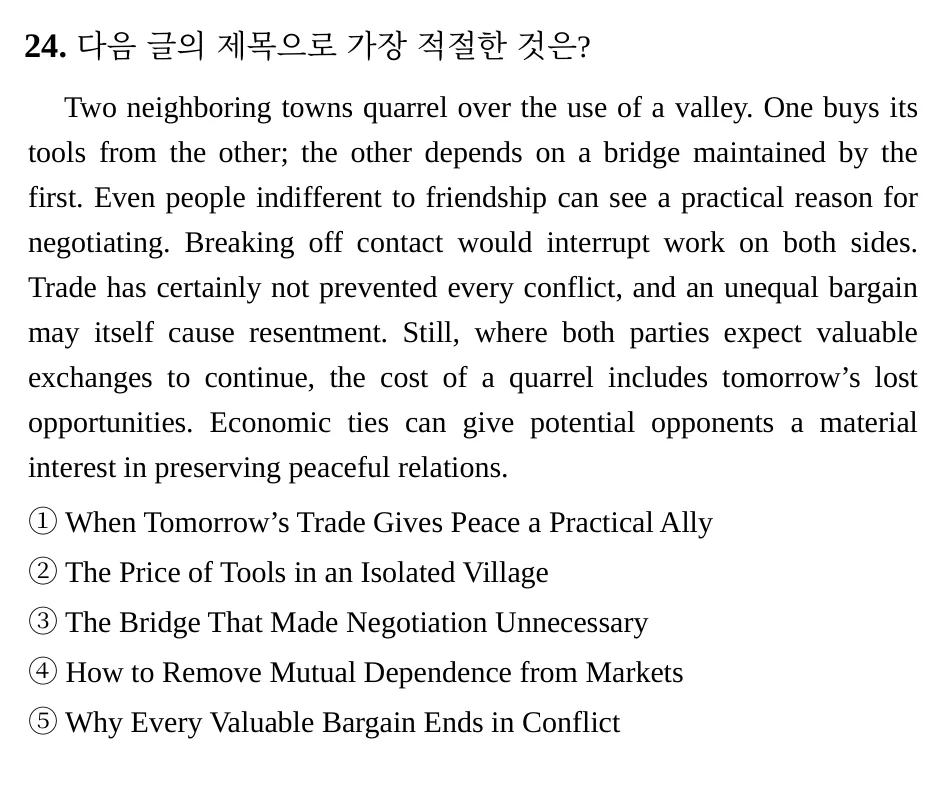 24. 다음 글의 제목으로 가장 적절한 것은?
Two neighboring towns quarrel over the use of a valley. One buys its
tools from the other; the other depends on a bridge maintained by the
first. Even people indifferent to friendship can see a practical reason for
negotiating. Breaking off contact would interrupt work on both sides.
Trade has certainly not prevented every conflict, and an unequal bargain
may itself cause resentment. Still, where both parties expect valuable
exchanges to continue, the cost of a quarrel includes tomorrow’s lost
opportunities. Economic ties can give potential opponents a material
interest in preserving peaceful relations.
① When Tomorrow’s Trade Gives Peace a Practical Ally
② The Price of Tools in an Isolated Village
③ The Bridge That Made Negotiation Unnecessary
④ How to Remove Mutual Dependence from Markets
⑤ Why Every Valuable Bargain Ends in Conflict